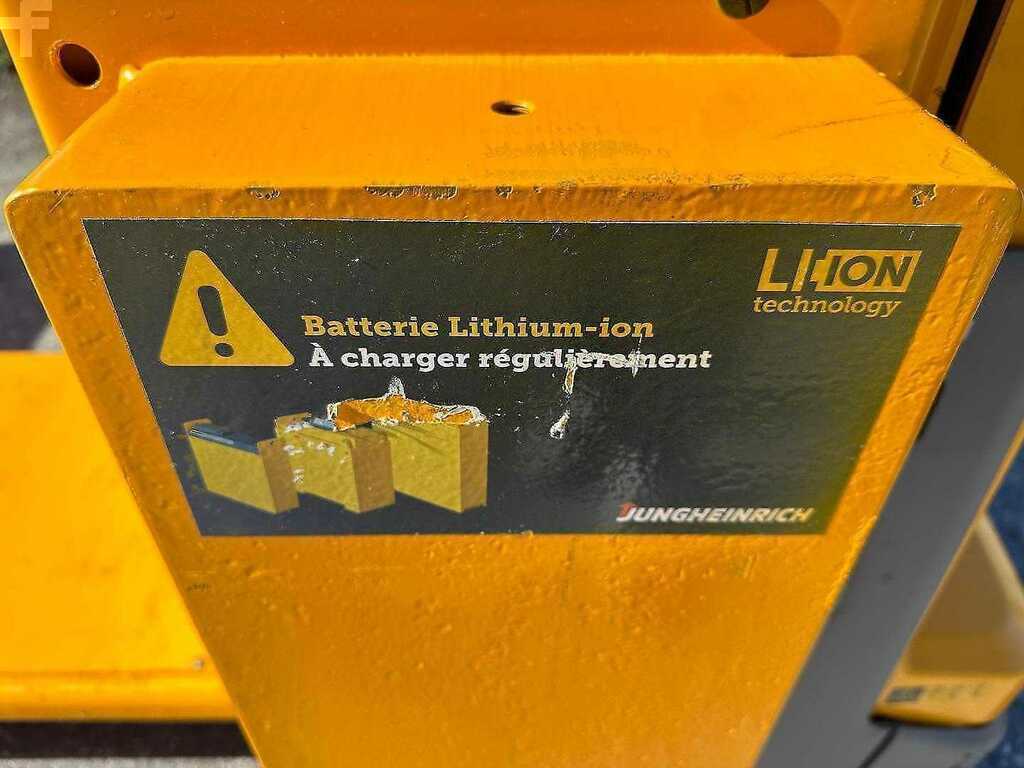 LI-ION
technology
Batterie Lithium-ion
À charger régulièrement
JUNGHEINRICH